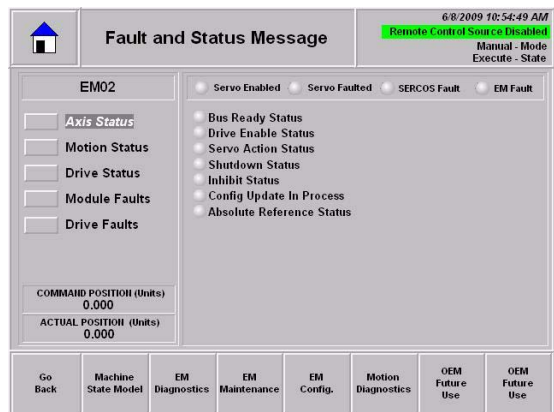 Fault and Status Message
6/8/2009 10:54:49 AM
Remote Control Source Disabled
Manual - Mode
Execute - State
EM02
Axis Status
Motion Status
Drive Status
Module Faults
Drive Faults
COMMAND POSITION (Units)
0.000
ACTUAL POSITION (Units)
0.000
Servo Enabled Servo Faulted SERCOS Fault EM Fault
Bus Ready Status
Drive Enable Status
Servo Action Status
Shutdown Status
Inhibit Status
Config Update In Process
Absolute Reference Status
Go Back
Machine State Model
EM Diagnostics
EM Maintenance
EM Config.
Motion Diagnostics
OEM Future Use
OEM Future Use